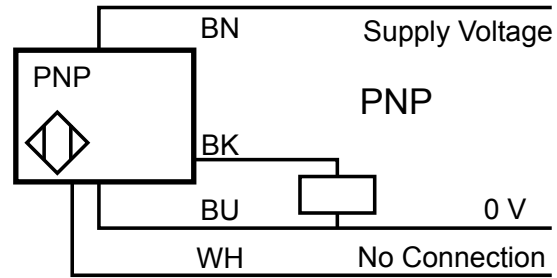 BN Supply Voltage
PNP
PNP
BK
BU 0 V
WH No Connection